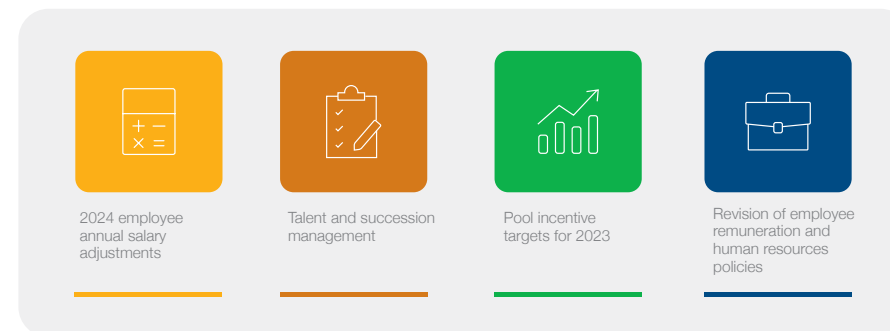 2024 employee
annual salary
adjustments
Talent and succession
management
Pool incentive
targets for 2023
Revision of employee
remuneration and
human resources
policies